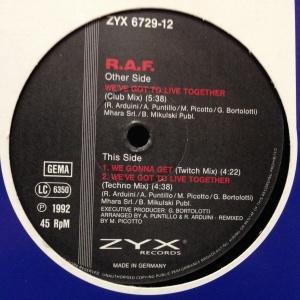 ZYX 6729-12
R.A.F.
Other Side
WE'VE GOT TO LIVE TOGETHER
(Club Mix) (5:38)
(R. Arduini / A. Puntillo / M. Picotto / G. Bortolotti)
Mhara Srl. / B. Mikulski Publ.
This Side
1. WE GONNA GET (Twitch Mix) (4:22)
2. WE'VE GOT TO LIVE TOGETHER
(Techno Mix) (4:38)
(R. Arduini / A. Puntillo / M. Picotto / G. Bortolotti)
Mhara Srl. / B. Mikulski Publ.
EXECUTIVE PRODUCER: G. BORTOLOTTI
ARRANGED BY A. PUNTILLO & R. ARDUINI - REMIXED
BY M. PICOTTO
GEMA
LC 6350
P 1992
45 RpM
ZYX
RECORDS
MADE IN GERMANY